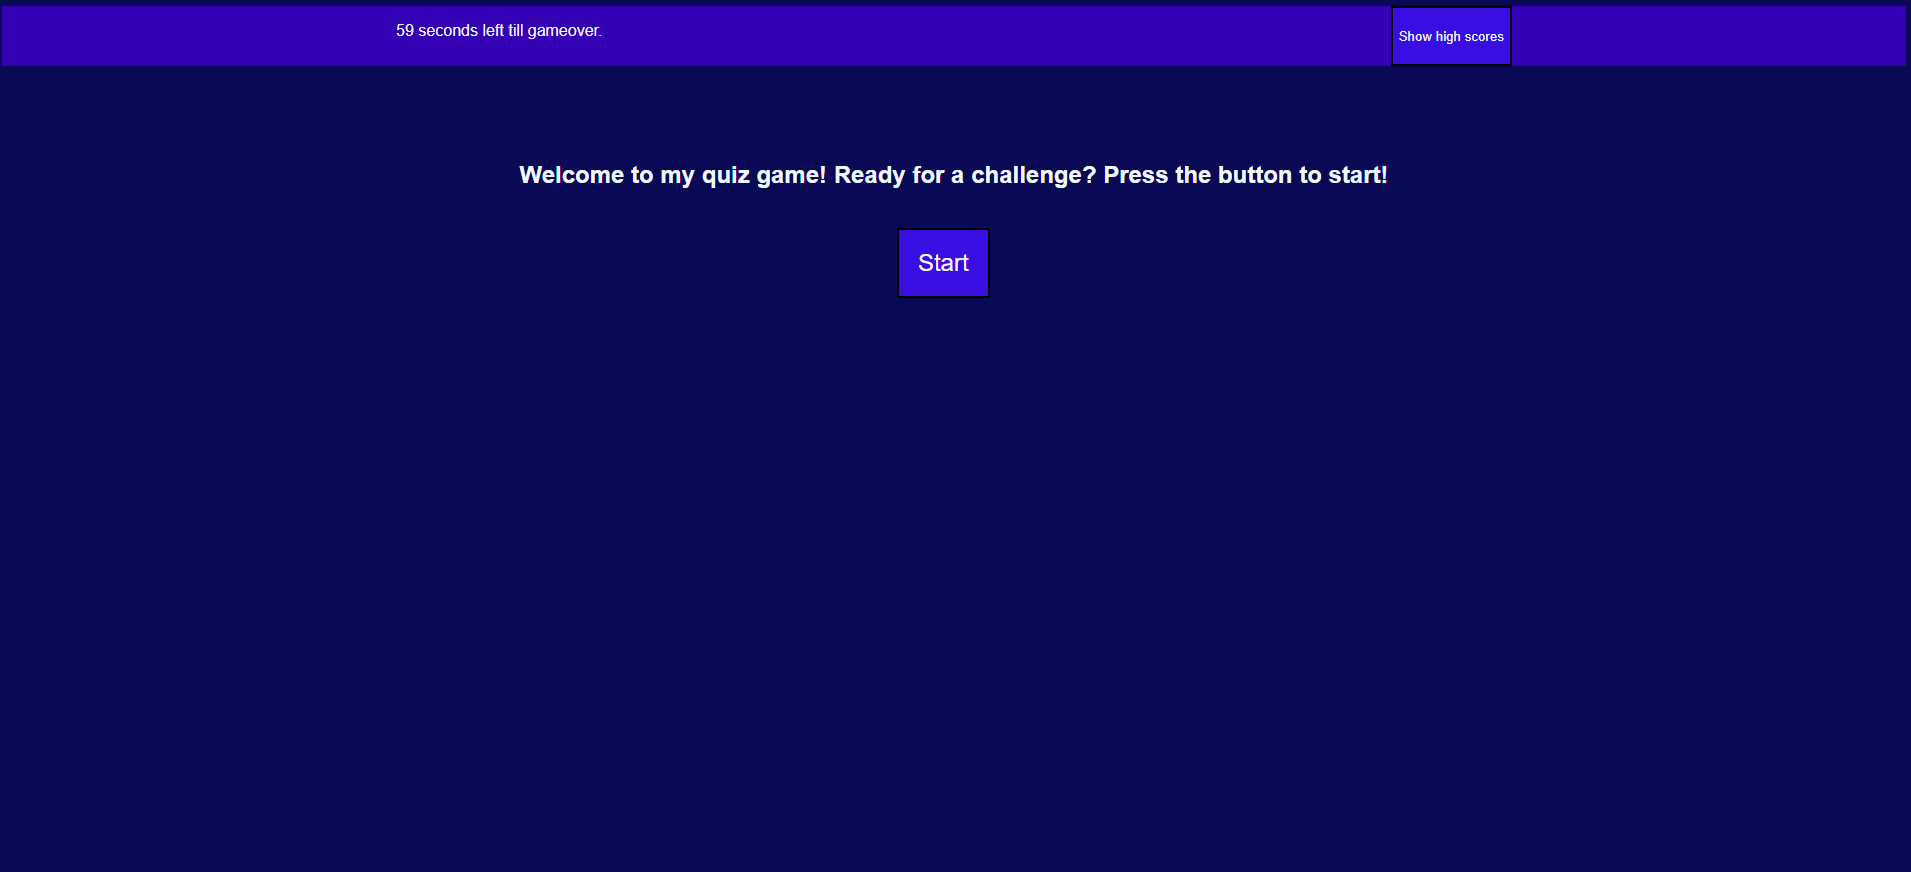 59 seconds left till gameover.
Show high scores
Welcome to my quiz game! Ready for a challenge? Press the button to start!
Start